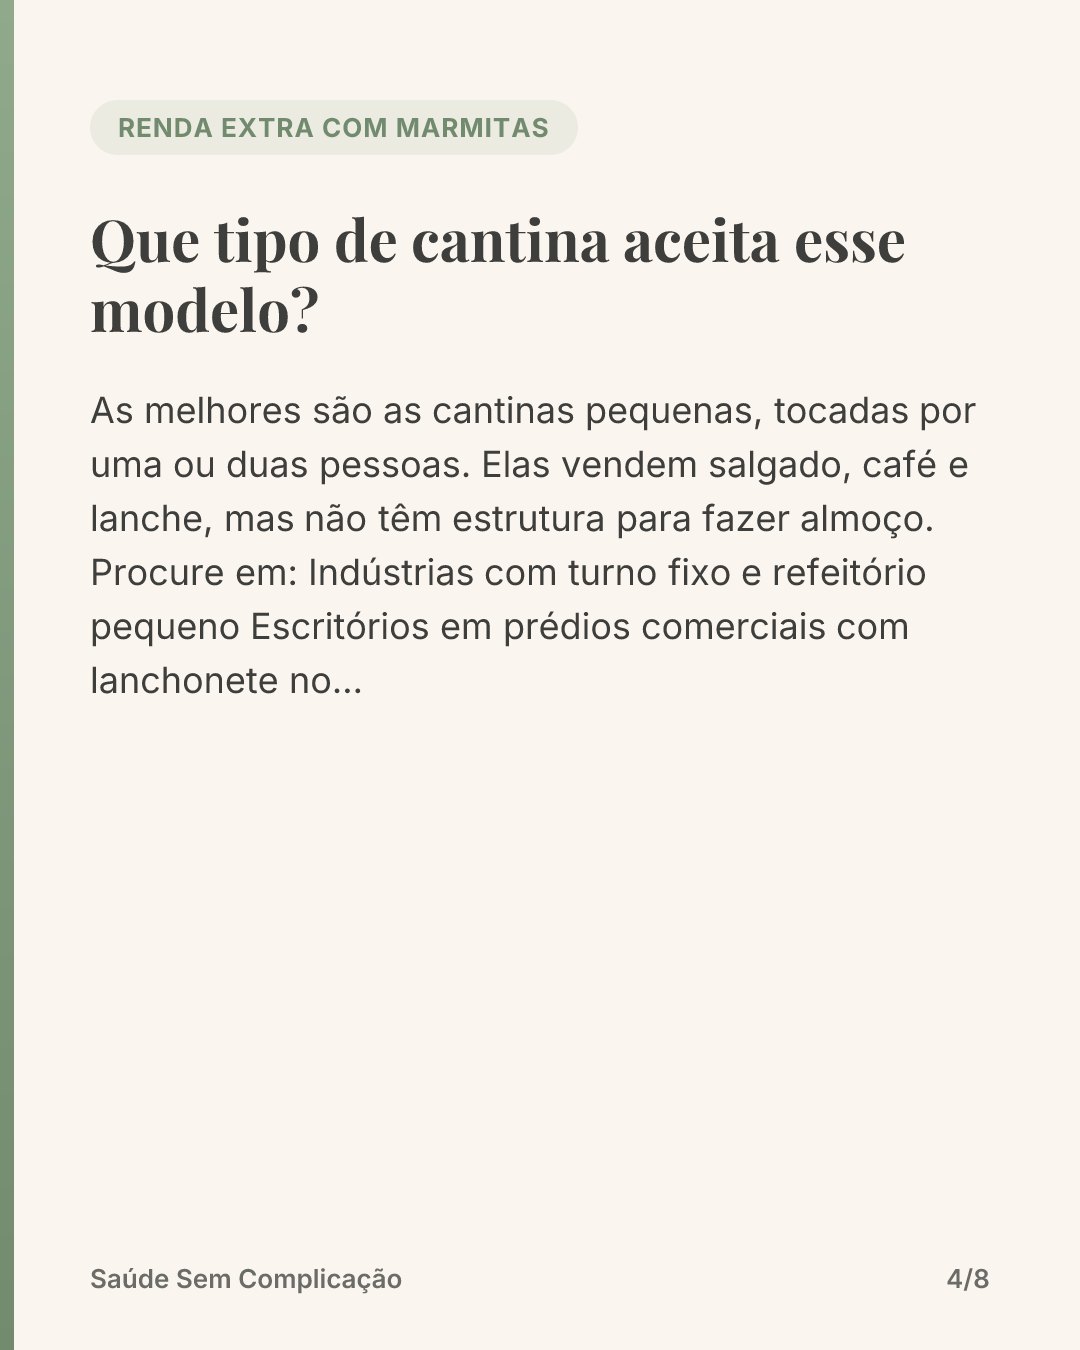 RENDA EXTRA COM MARMITAS
Que tipo de cantina aceita esse
modelo?
As melhores são as cantinas pequenas, tocadas por
uma ou duas pessoas. Elas vendem salgado, café e
lanche, mas não têm estrutura para fazer almoço.
Procure em: Indústrias com turno fixo e refeitório
pequeno Escritórios em prédios comerciais com
lanchonete no...
Saúde Sem Complicação
4/8